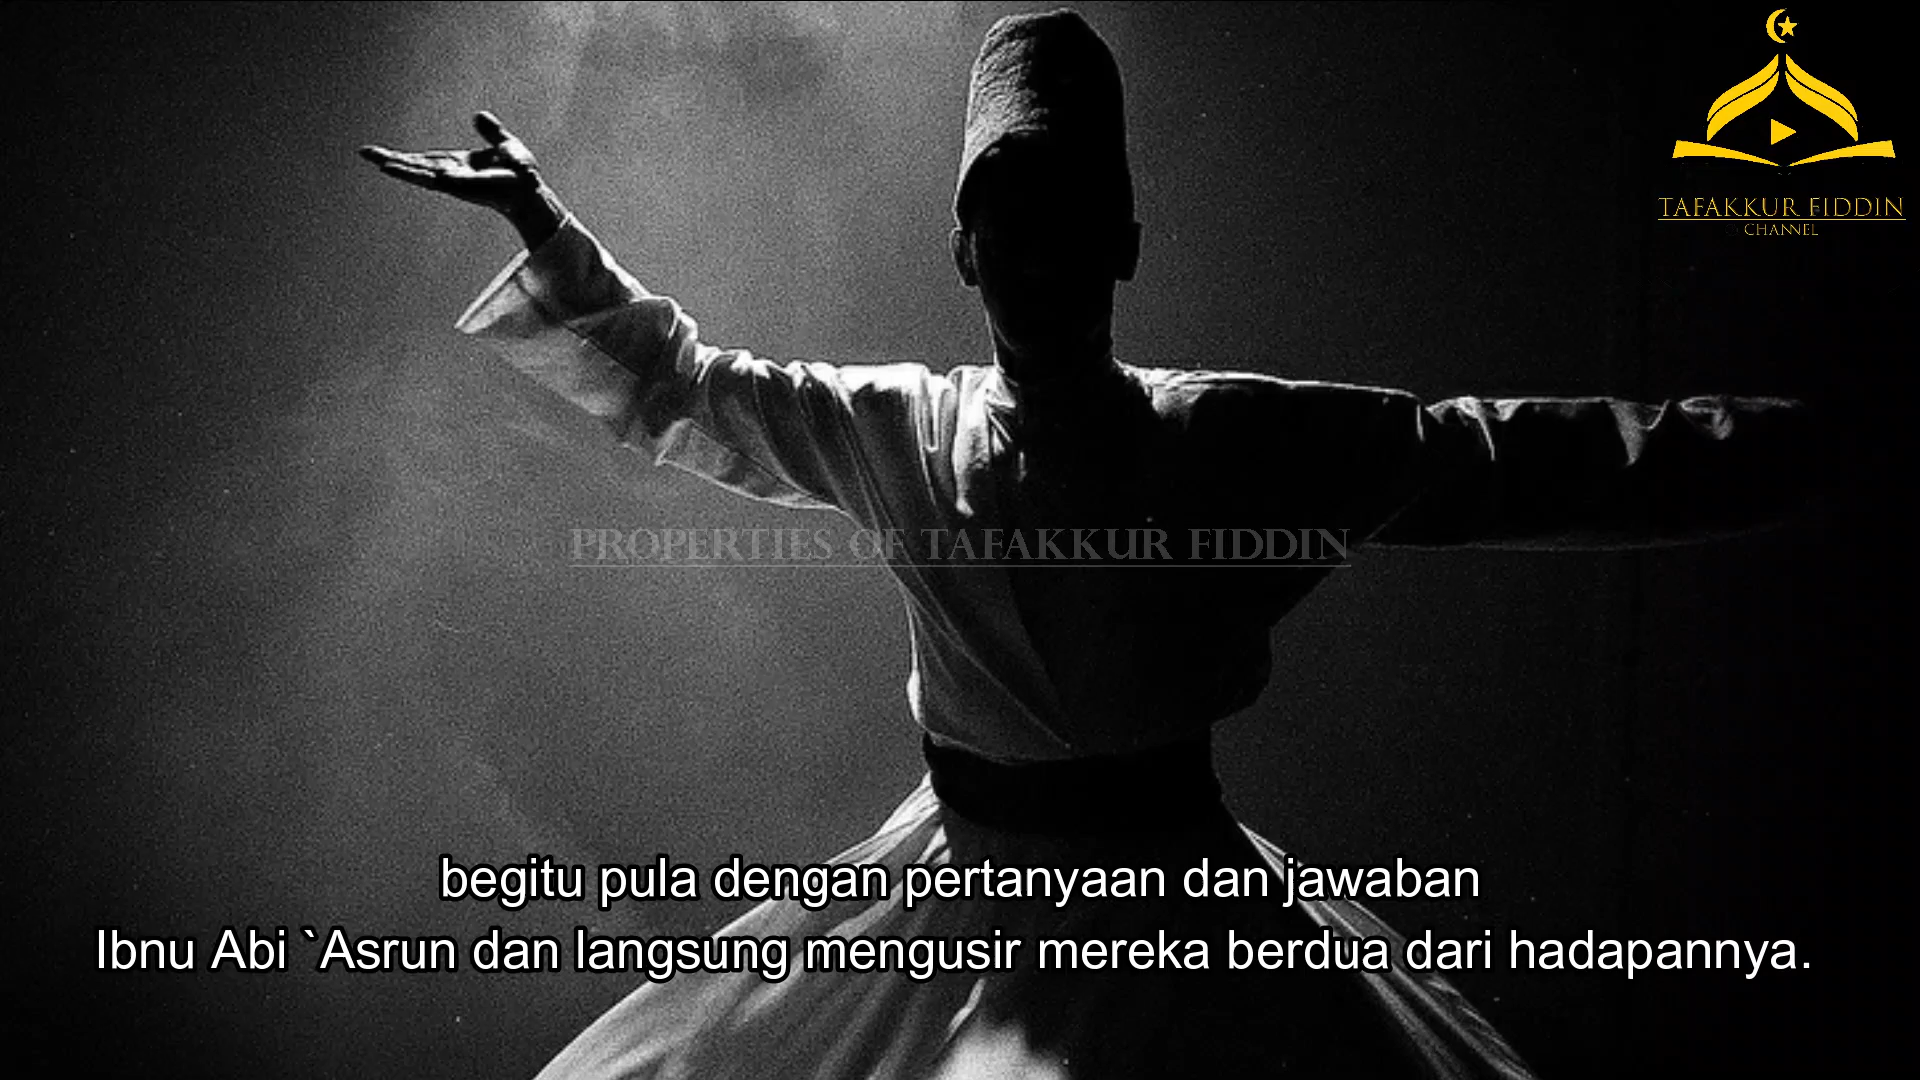 TAFAKKUR FIDDIN
CHANNEL
PROPERTIES OF TAFAKKUR FIDDIN
begitu pula dengan pertanyaan dan jawaban
Ibnu Abi `Asrun dan langsung mengusir mereka berdua dari hadapannya.